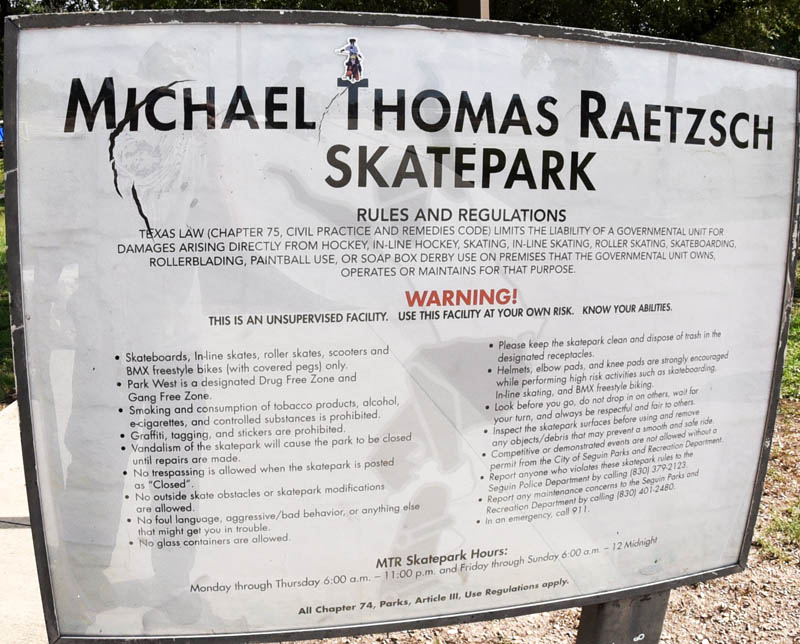 MICHAEL THOMAS RAETZSCH
SKATEPARK
RULES AND REGULATIONS
TEXAS LAW (CHAPTER 75, CIVIL PRACTICE AND REMEDIES CODE) LIMITS THE LIABILITY OF A GOVERNMENTAL UNIT FOR
DAMAGES ARISING DIRECTLY FROM HOCKEY, IN-LINE HOCKEY, SKATING, IN-LINE SKATING, ROLLER SKATING, SKATEBOARDING,
ROLLERBLADING, PAINTBALL USE, OR SOAP BOX DERBY USE ON PREMISES THAT THE GOVERNMENTAL UNIT OWNS,
OPERATES OR MAINTAINS FOR THAT PURPOSE.
WARNING!
THIS IS AN UNSUPERVISED FACILITY. USE THIS FACILITY AT YOUR OWN RISK. KNOW YOUR ABILITIES.
• Skateboards, In-line skates, roller skates, scooters and
BMX freestyle bikes (with covered pegs) only.
• Park West is a designated Drug Free Zone and
Gang Free Zone.
• Smoking and consumption of tobacco products, alcohol,
e-cigarettes, and controlled substances is prohibited.
• Graffiti, tagging, and stickers are prohibited.
• Vandalism of the skatepark will cause the park to be closed
until repairs are made.
• No trespassing is allowed when the skatepark is posted
as "Closed".
• No outside skate obstacles or skatepark modifications
are allowed.
• No foul language, aggressive/bad behavior, or anything else
that might get you in trouble.
• No glass containers are allowed.
• Please keep the skatepark clean and dispose of trash in the
designated receptacles.
• Helmets, elbow pads, and knee pads are strongly encouraged
while performing high risk activities such as skateboarding,
In-line skating, and BMX freestyle biking.
• Look before you go, do not drop in on others, wait for
your turn, and always be respectful and fair to others.
• Inspect the skatepark surfaces before using and remove
any objects/debris that may prevent a smooth and safe ride.
• Competitive or demonstrated events are not allowed without a
permit from the City of Seguin Parks and Recreation Department.
• Report anyone who violates these skatepark rules to the
Seguin Police Department by calling (830) 379-2123.
• Report any maintenance concerns to the Seguin Parks and
Recreation Department by calling (830) 401-2480.
• In an emergency, call 911.
MTR Skatepark Hours:
Monday through Thursday 6:00 a.m. – 11:00 p.m. and Friday through Sunday 6:00 a.m. – 12 Midnight
All Chapter 74, Parks, Article III, Use Regulations apply.